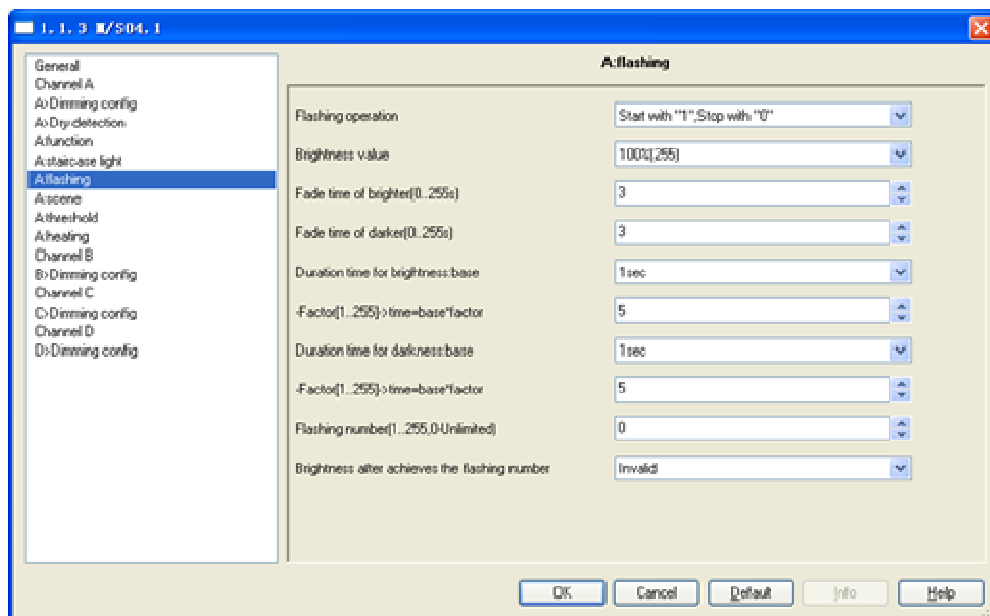 1.1.3 M/S04.1
General
Channel A
A>Dimming config
A>Dry-detection
A:function
A:staircase light
A:flashing
A:scene
A:threshold
A:heating
Channel B
B>Dimming config
Channel C
C>Dimming config
Channel D
D>Dimming config
A:flashing
Flashing operation Start with "1";Stop with "0"
Brightness value 100%(255)
Fade time of brighter(0..255s) 3
Fade time of darker(0..255s) 3
Duration time for brightness:base 1sec
-Factor(1..255)->time=base*factor 5
Duration time for darkness:base 1sec
-Factor(1..255)->time=base*factor 5
Flashing number(1..255,0-Unlimited) 0
Brightness after achieves the flashing number Invalid
OK Cancel Default Info Help